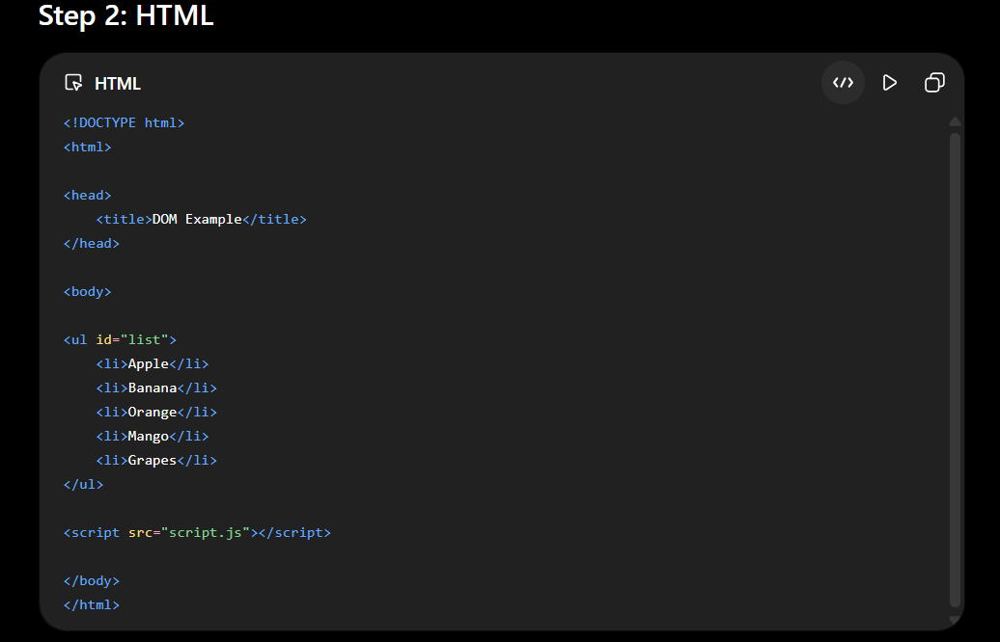 Step 2: HTML
HTML
<!DOCTYPE html>
<html>
<head>
    <title>DOM Example</title>
</head>
<body>
<ul id="list">
    <li>Apple</li>
    <li>Banana</li>
    <li>Orange</li>
    <li>Mango</li>
    <li>Grapes</li>
</ul>
<script src="script.js"></script>
</body>
</html>